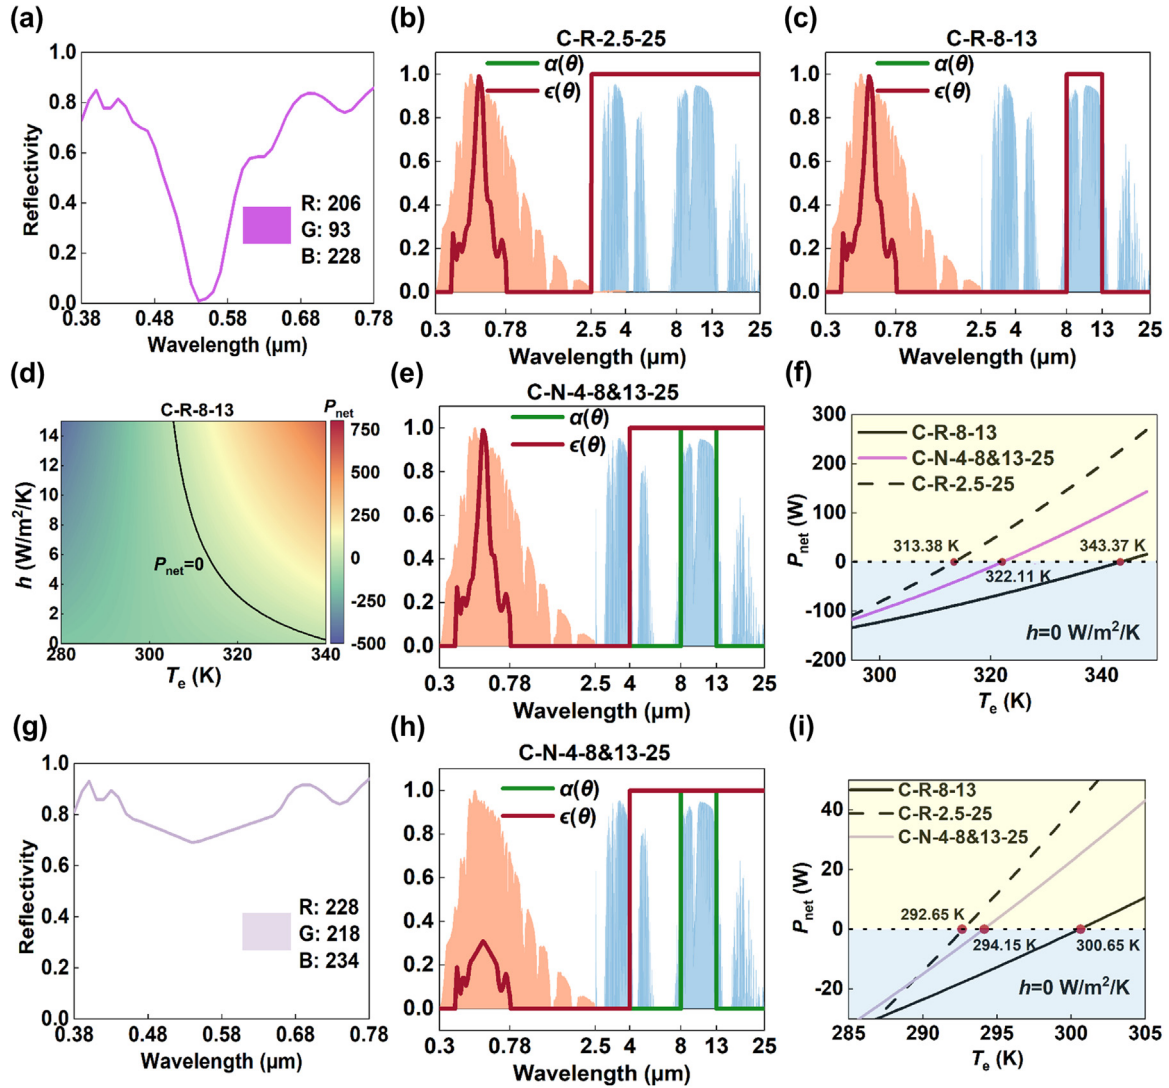 (a)
1.0
0.8
0.6
0.4
0.2
0.0
Reflectivity
R: 206
G: 93
B: 228
0.38 0.48 0.58 0.68 0.78
Wavelength (μm)
(b)
C-R-2.5-25
α(θ)
ϵ(θ)
1.0
0.8
0.6
0.4
0.2
0.0
0.3 0.78 2.5 4 8 13 25
Wavelength (μm)
(c)
C-R-8-13
α(θ)
ϵ(θ)
1.0
0.8
0.6
0.4
0.2
0.0
0.3 0.78 2.5 4 8 13 25
Wavelength (μm)
(d)
C-R-8-13
Pnet
14
12
10
8
6
4
2
0
h (W/m²/K)
Pnet=0
750
500
250
0
-250
-500
280 300 320 340
Te (K)
(e)
C-N-4-8&13-25
α(θ)
ϵ(θ)
1.0
0.8
0.6
0.4
0.2
0.0
0.3 0.78 2.5 4 8 13 25
Wavelength (μm)
(f)
300
200
100
0
-100
-200
Pnet (W)
C-R-8-13
C-N-4-8&13-25
C-R-2.5-25
313.38 K
343.37 K
322.11 K
h=0 W/m²/K
300 320 340
Te (K)
(g)
1.0
0.8
0.6
0.4
0.2
0.0
Reflectivity
R: 228
G: 218
B: 234
0.38 0.48 0.58 0.68 0.78
Wavelength (μm)
(h)
C-N-4-8&13-25
α(θ)
ϵ(θ)
1.0
0.8
0.6
0.4
0.2
0.0
0.3 0.78 2.5 4 8 13 25
Wavelength (μm)
(i)
40
20
0
-20
Pnet (W)
C-R-8-13
C-R-2.5-25
C-N-4-8&13-25
292.65 K
294.15 K
300.65 K
h=0 W/m²/K
285 290 295 300 305
Te (K)